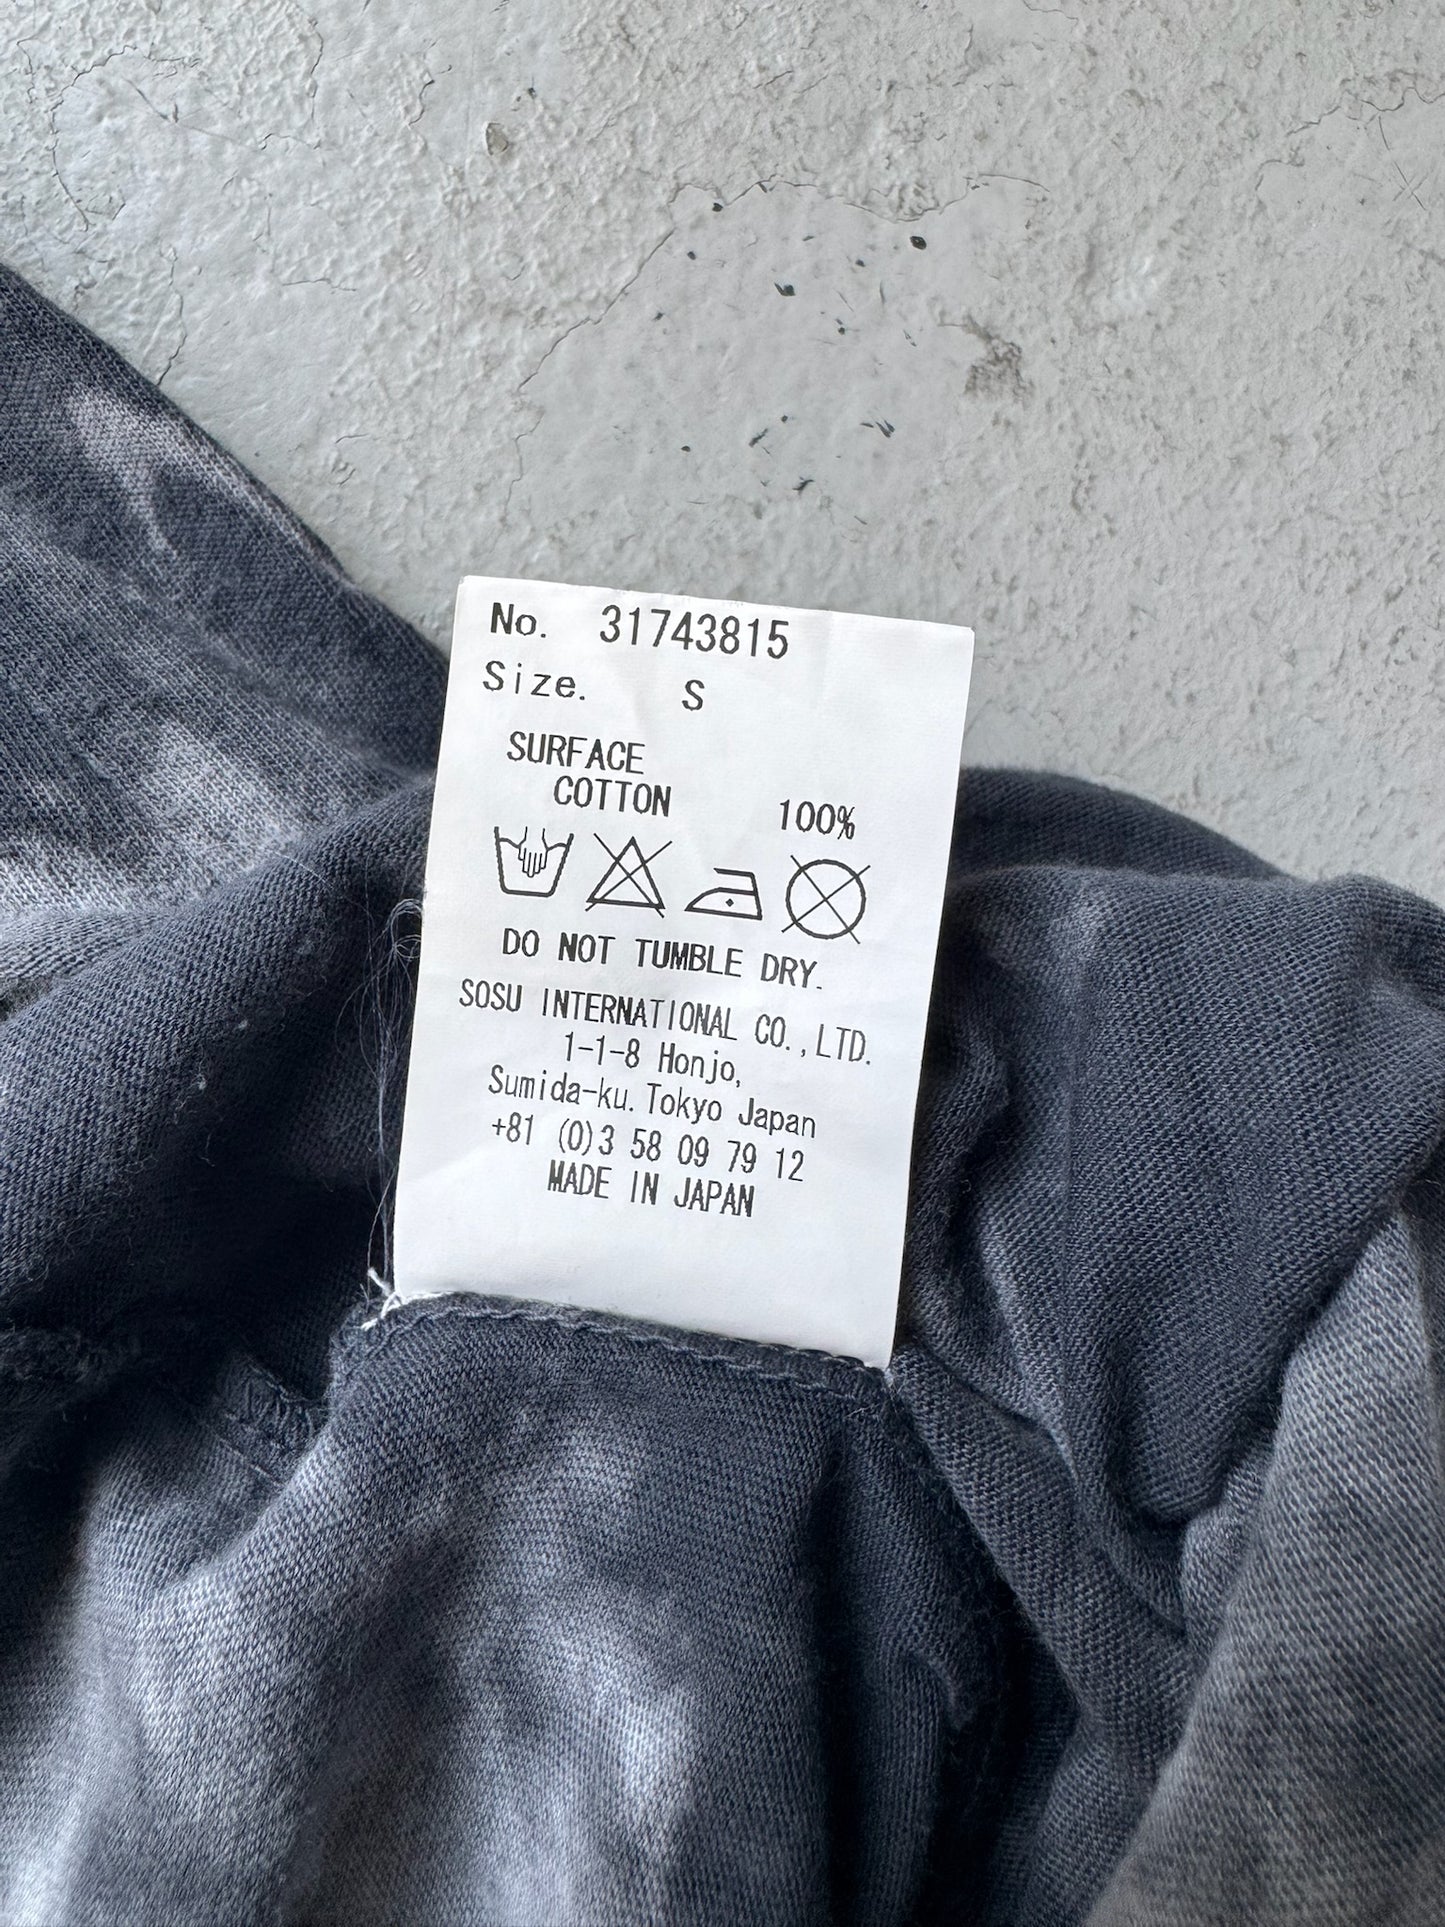 No. 31743815
Size. S
SURFACE
COTTON 100%
DO NOT TUMBLE DRY.
SOSU INTERNATIONAL CO.,LTD.
1-1-8 Honjo,
Sumida-ku. Tokyo Japan
+81 (0)3 58 09 79 12
MADE IN JAPAN